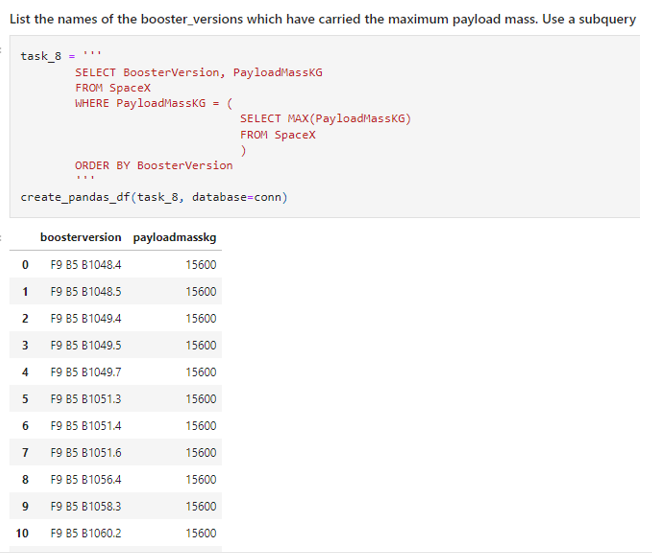 List the names of the booster_versions which have carried the maximum payload mass. Use a subquery
task_8 = '''
SELECT BoosterVersion, PayloadMassKG
FROM SpaceX
WHERE PayloadMassKG = (
SELECT MAX(PayloadMassKG)
FROM SpaceX
)
ORDER BY BoosterVersion
'''
create_pandas_df(task_8, database=conn)
boosterversion payloadmasskg
0 F9 B5 B1048.4 15600
1 F9 B5 B1048.5 15600
2 F9 B5 B1049.4 15600
3 F9 B5 B1049.5 15600
4 F9 B5 B1049.7 15600
5 F9 B5 B1051.3 15600
6 F9 B5 B1051.4 15600
7 F9 B5 B1051.6 15600
8 F9 B5 B1056.4 15600
9 F9 B5 B1058.3 15600
10 F9 B5 B1060.2 15600